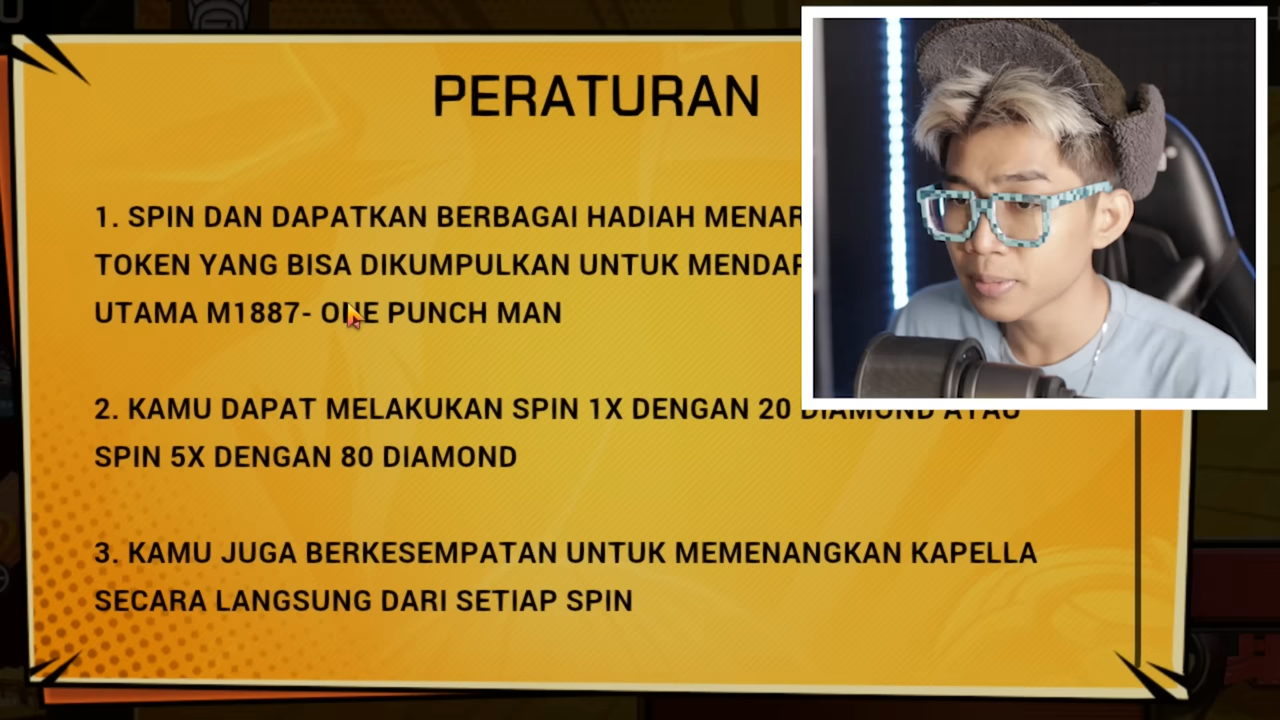 PERATURAN
1. SPIN DAN DAPATKAN BERBAGAI HADIAH
TOKEN YANG BISA DIKUMPULKAN UNTUK
UTAMA M1887- ONE PUNCH MAN
2. KAMU DAPAT MELAKUKAN SPIN 1X DENGAN 20 DIAMOND ATAU
SPIN 5X DENGAN 80 DIAMOND
3. KAMU JUGA BERKESEMPATAN UNTUK MEMENANGKAN KAPELLA
SECARA LANGSUNG DARI SETIAP SPIN